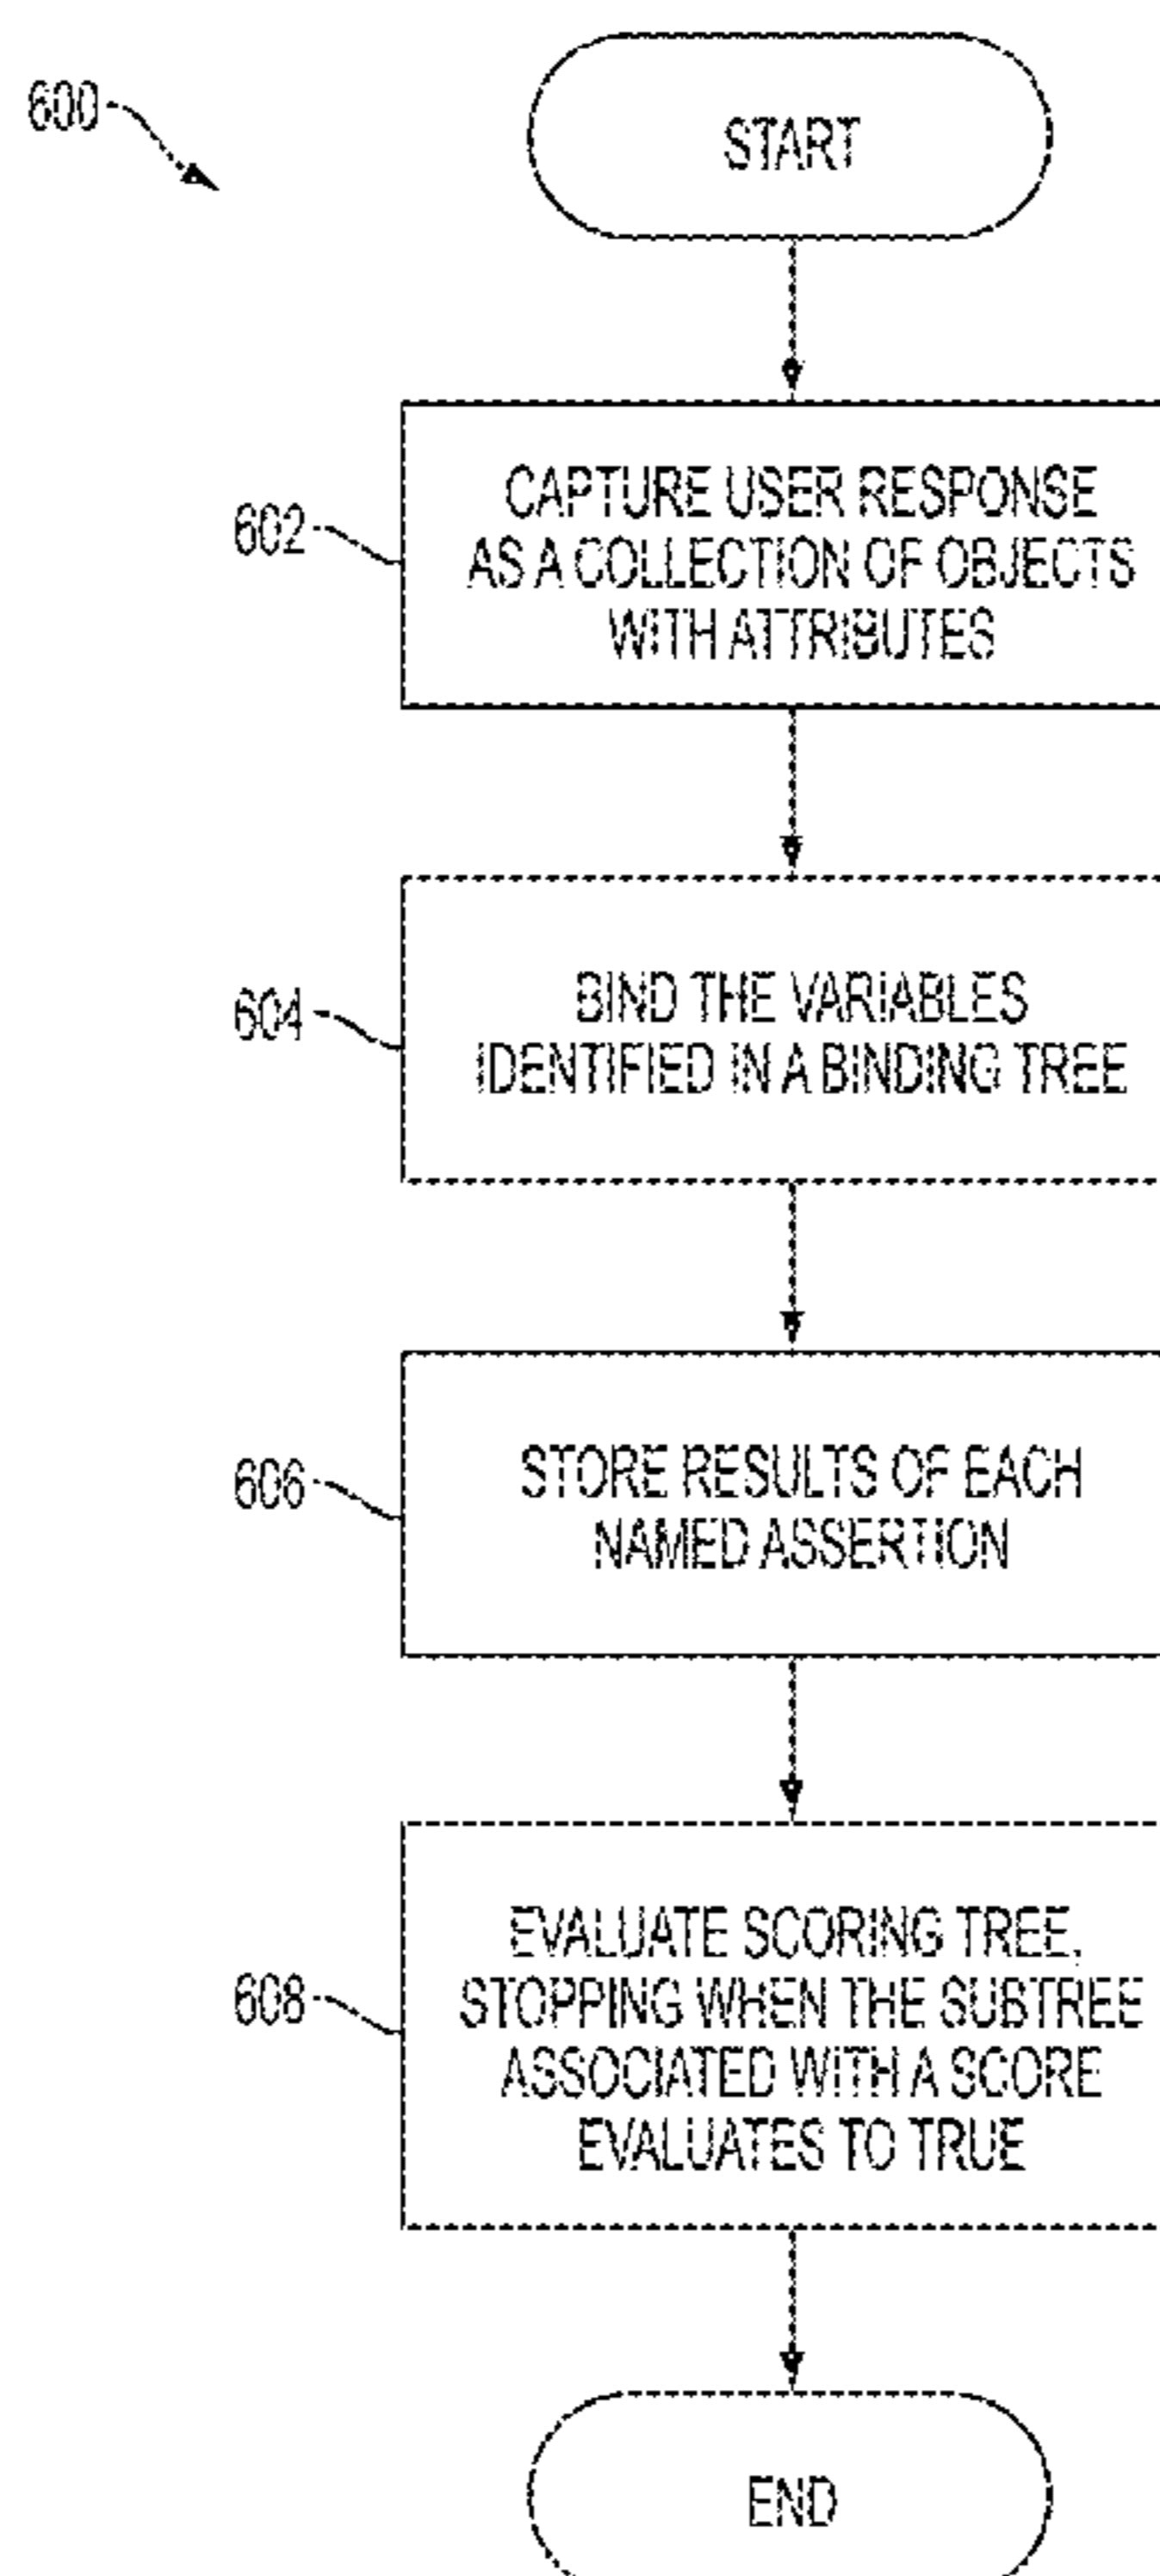 600
START
602
CAPTURE USER RESPONSE
AS A COLLECTION OF OBJECTS
WITH ATTRIBUTES
604
BIND THE VARIABLES
IDENTIFIED IN A BINDING TREE
606
STORE RESULTS OF EACH
NAMED ASSERTION
608
EVALUATE SCORING TREE,
STOPPING WHEN THE SUBTREE
ASSOCIATED WITH A SCORE
EVALUATES TO TRUE
END